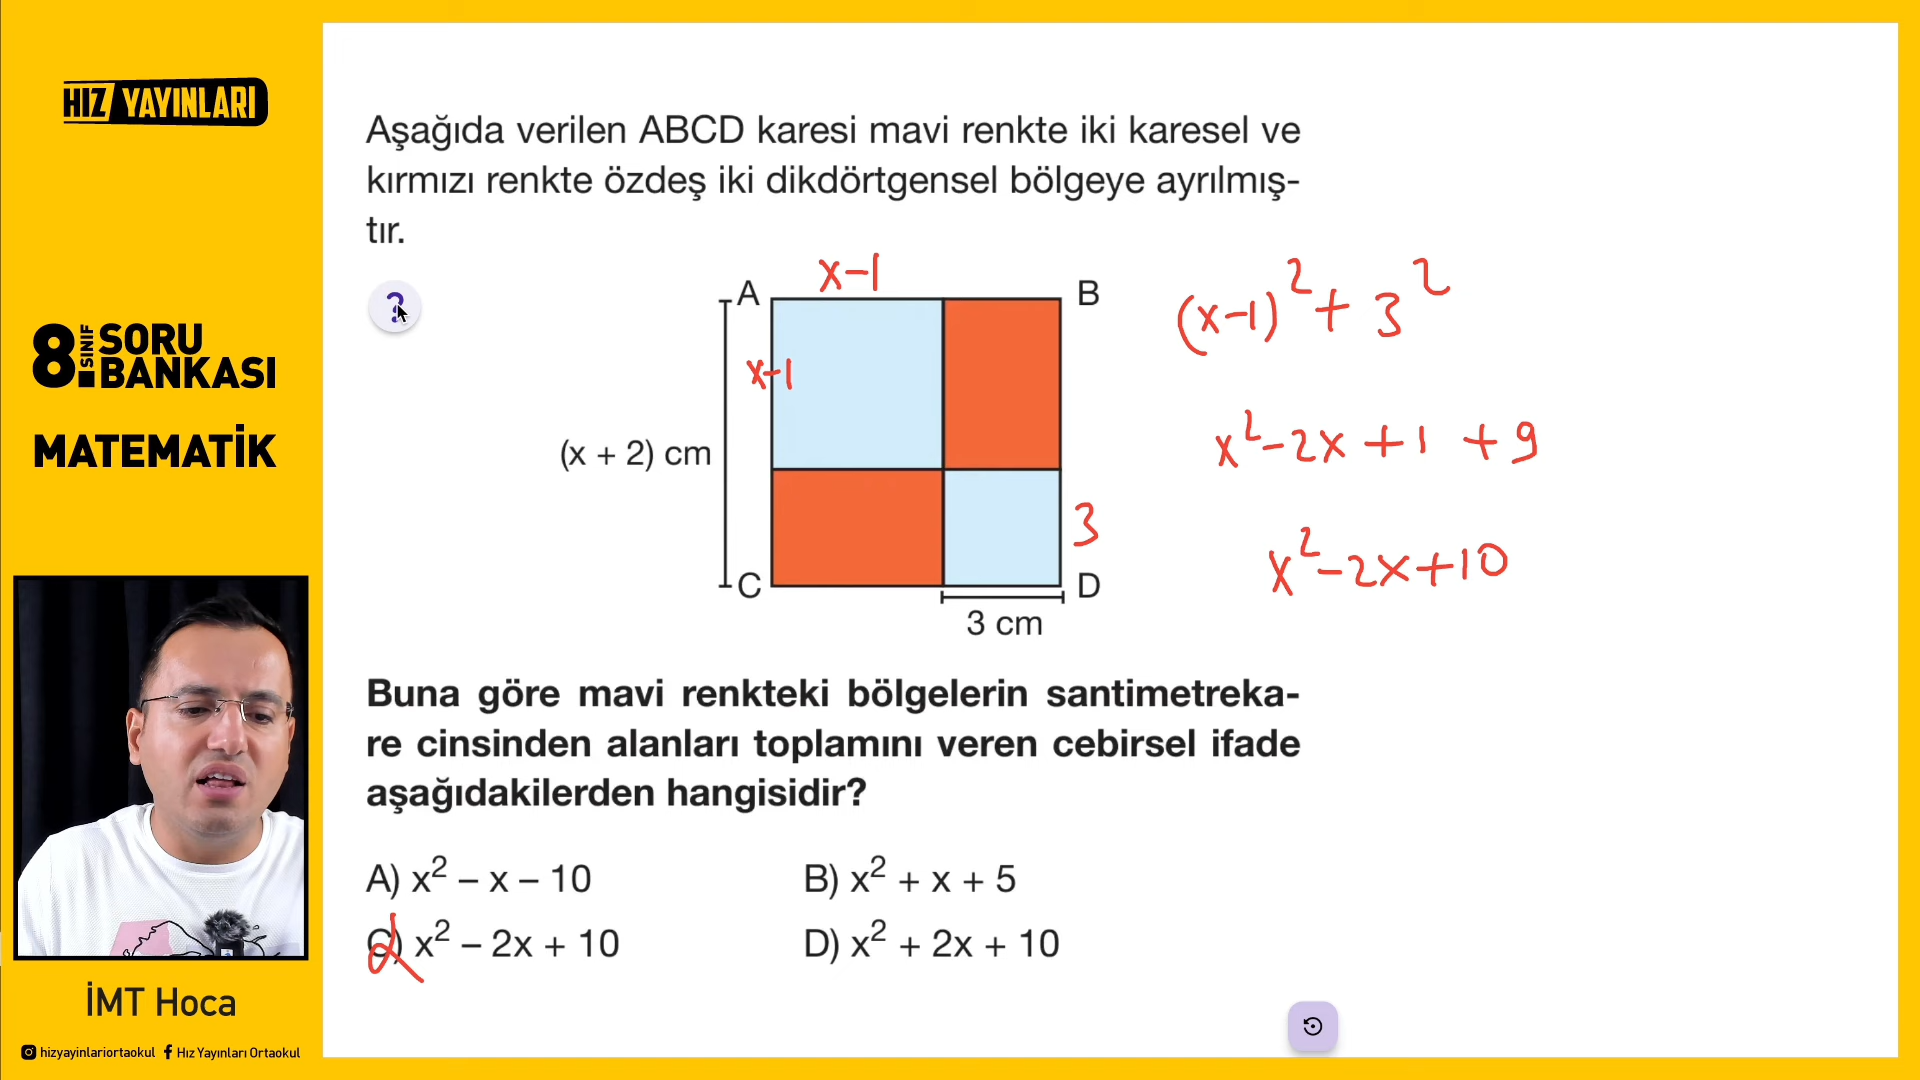 HIZ YAYINLARI
8. SINIF SORU BANKASI
MATEMATİK
Aşağıda verilen ABCD karesi mavi renkte iki karesel ve
kırmızı renkte özdeş iki dikdörtgensel bölgeye ayrılmış-
tır.
?
x-1
A
B
x-1
(x + 2) cm
3
C
D
3 cm
(x-1)² + 3²
x² - 2x + 1 + 9
x² - 2x + 10
Buna göre mavi renkteki bölgelerin santimetreka-
re cinsinden alanları toplamını veren cebirsel ifade
aşağıdakilerden hangisidir?
A) x² – x – 10
B) x² + x + 5
C) x² – 2x + 10
D) x² + 2x + 10
İMT Hoca
hizyayinlariortaokul
Hız Yayınları Ortaokul